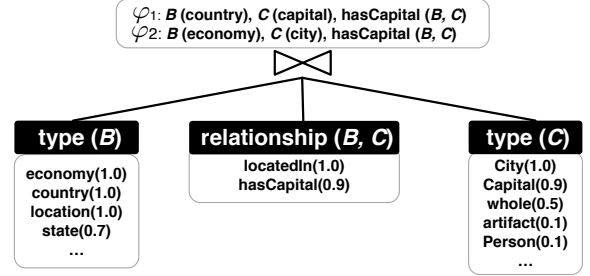 φ1: B (country), C (capital), hasCapital (B, C)
φ2: B (economy), C (city), hasCapital (B, C)
type (B)
economy(1.0)
country(1.0)
location(1.0)
state(0.7)
...
relationship (B, C)
locatedIn(1.0)
hasCapital(0.9)
type (C)
City(1.0)
Capital(0.9)
whole(0.5)
artifact(0.1)
Person(0.1)
...